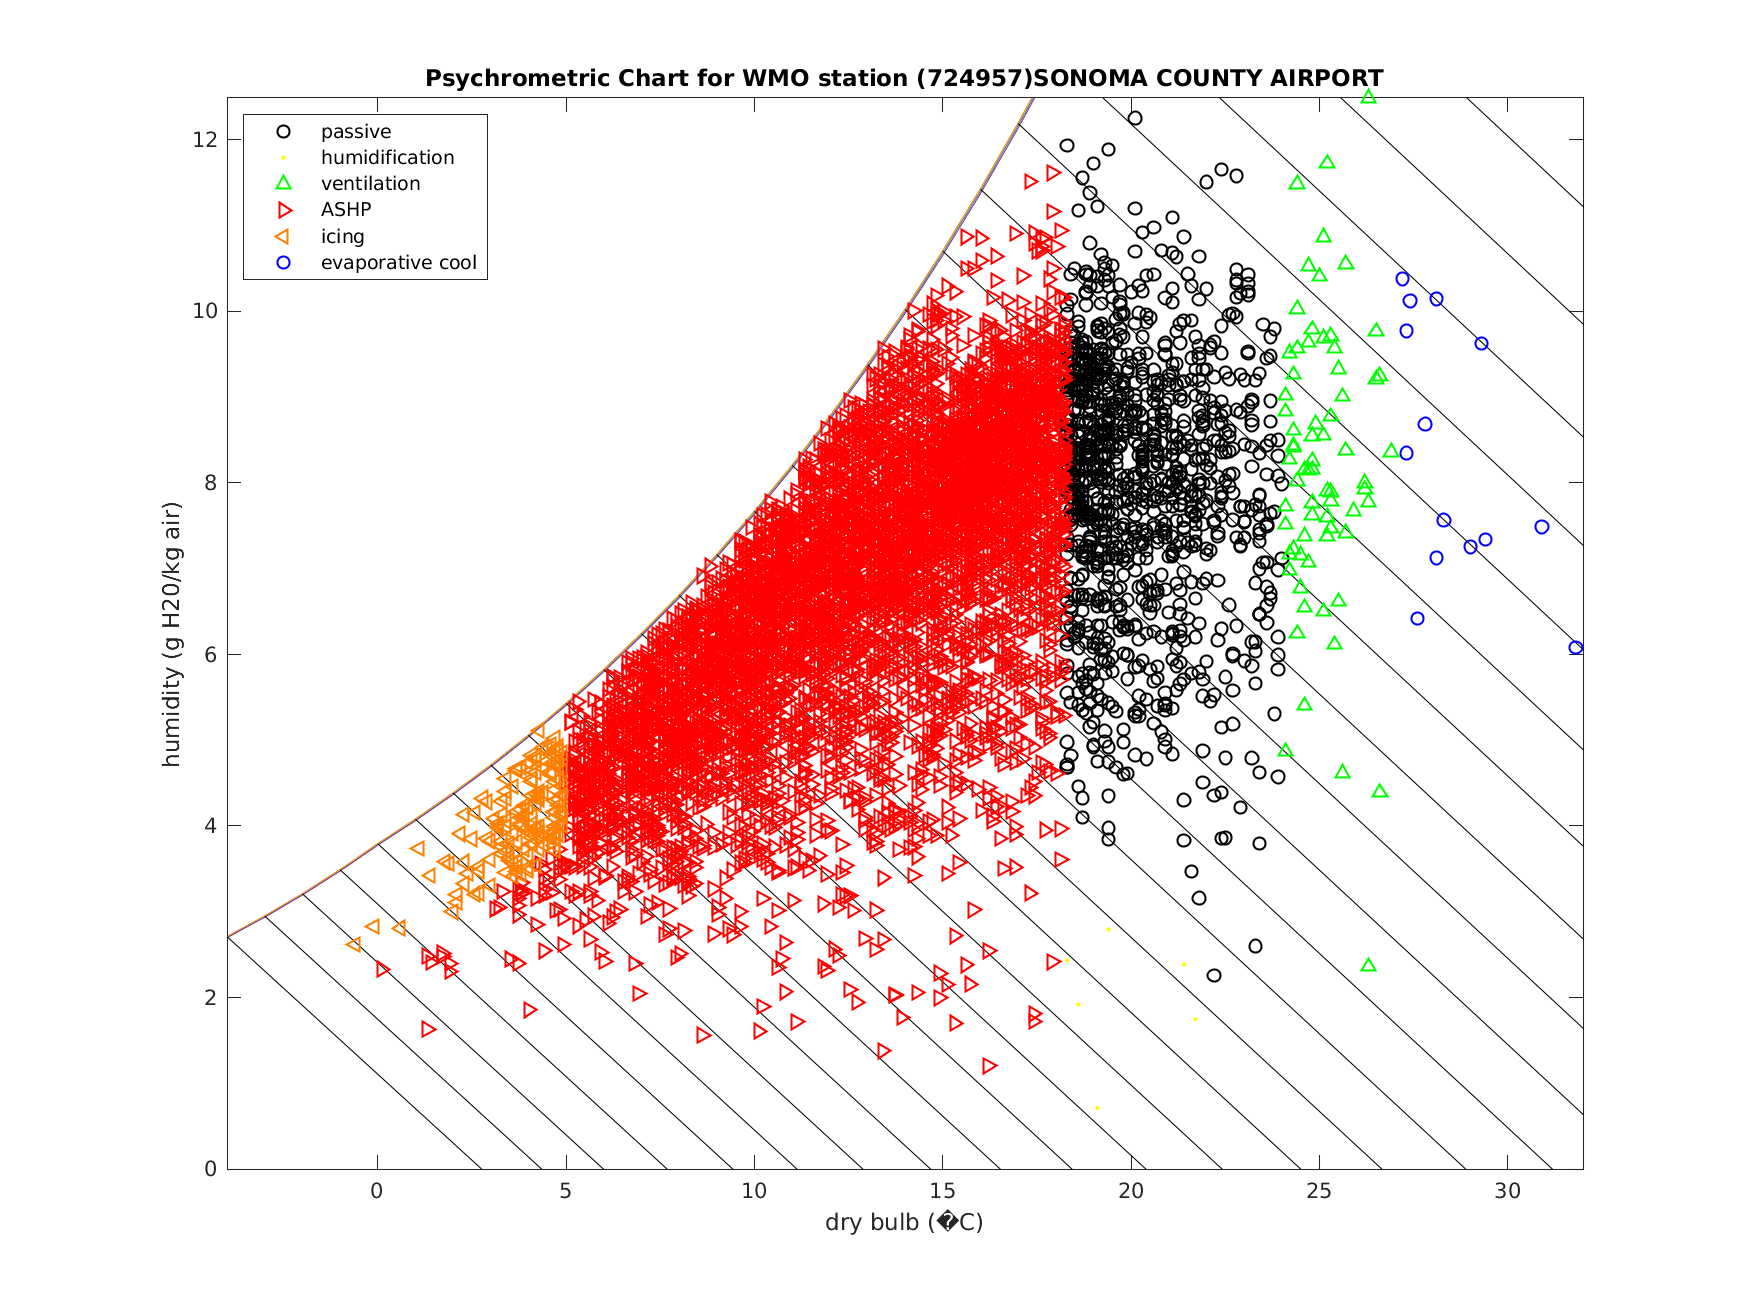 Psychrometric Chart for WMO station (724957)SONOMA COUNTY AIRPORT
passive
humidification
ventilation
ASHP
icing
evaporative cool
humidity (g H20/kg air)
12
10
8
6
4
2
0
0 5 10 15 20 25 30
dry bulb (�C)